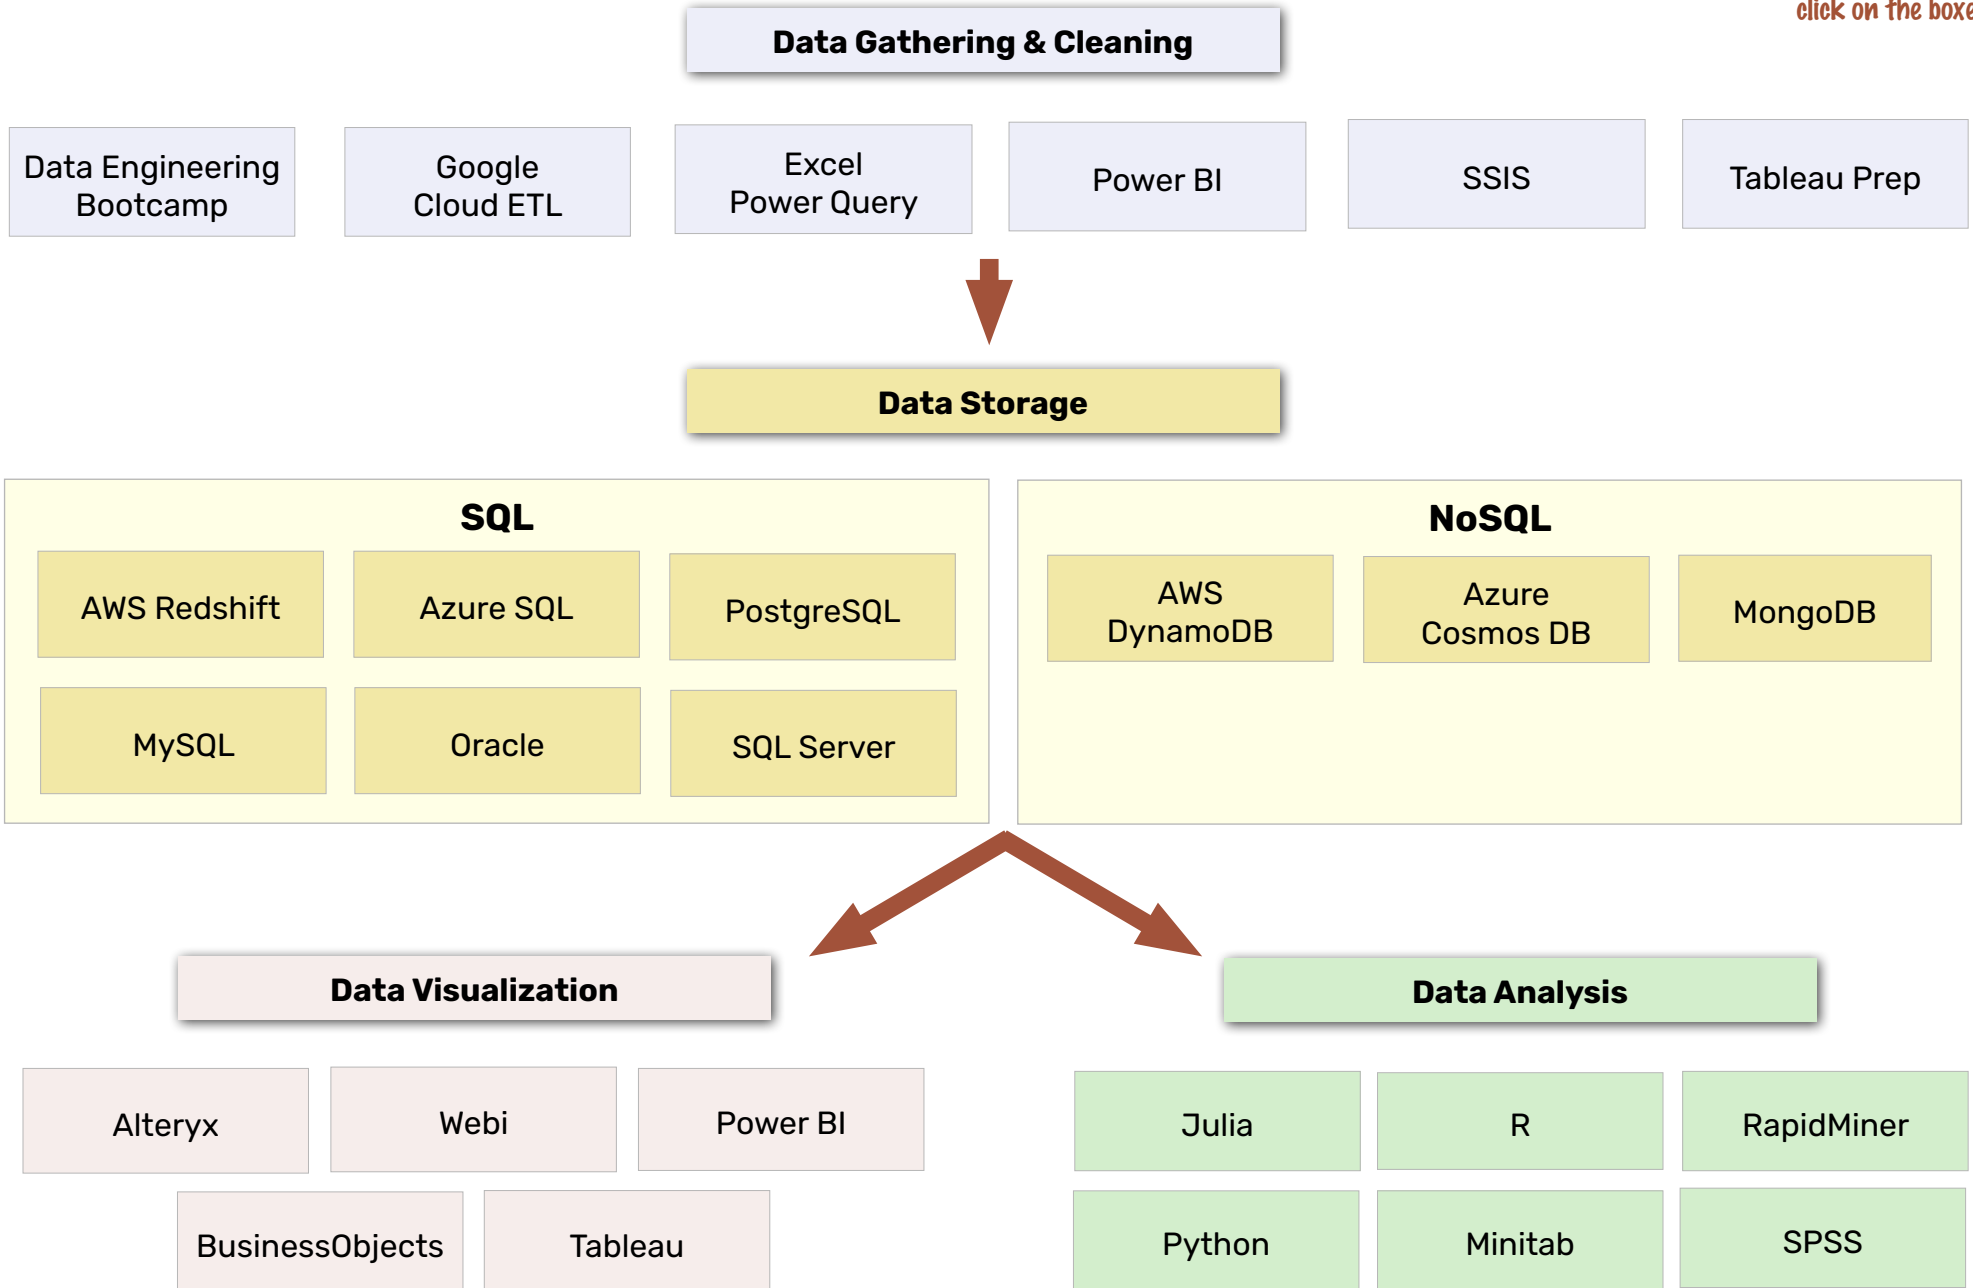 click on the boxe
Data Gathering & Cleaning
Data Engineering
Bootcamp
Google
Cloud ETL
Excel
Power Query
Power BI
SSIS
Tableau Prep
Data Storage
SQL
AWS Redshift
Azure SQL
PostgreSQL
MySQL
Oracle
SQL Server
NoSQL
AWS
DynamoDB
Azure
Cosmos DB
MongoDB
Data Visualization
Alteryx
Webi
Power BI
BusinessObjects
Tableau
Data Analysis
Julia
R
RapidMiner
Python
Minitab
SPSS